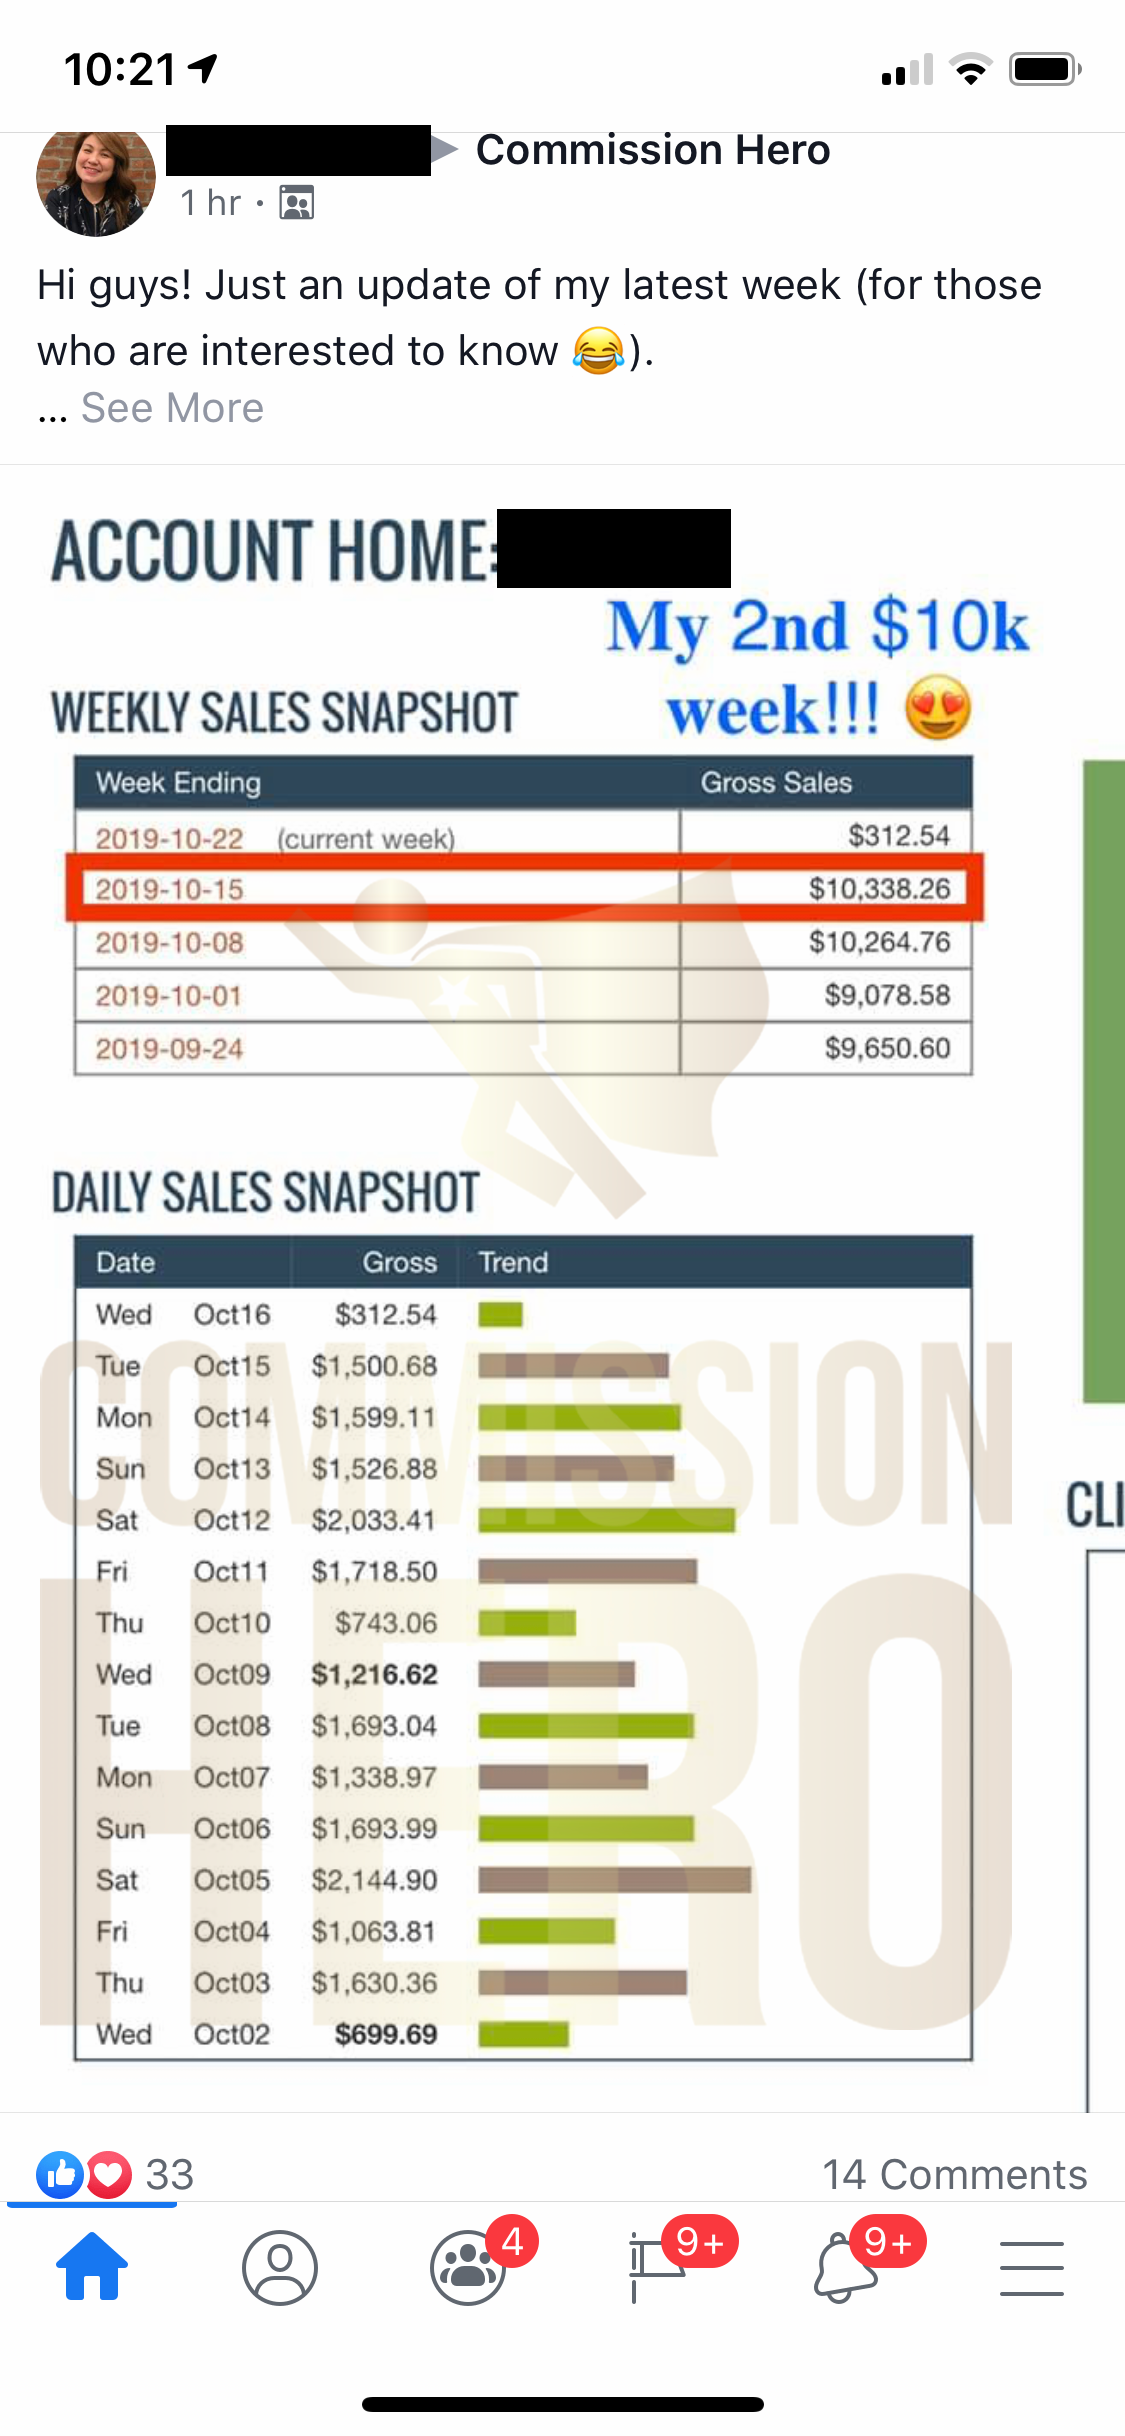 10:21
Commission Hero
1 hr ·
Hi guys! Just an update of my latest week (for those
who are interested to know 😂).
... See More
ACCOUNT HOME:
My 2nd $10k
week!!! 😍
WEEKLY SALES SNAPSHOT
Week Ending Gross Sales
2019-10-22 (current week) $312.54
2019-10-15 $10,338.26
2019-10-08 $10,264.76
2019-10-01 $9,078.58
2019-09-24 $9,650.60
DAILY SALES SNAPSHOT
Date Gross Trend
Wed Oct16 $312.54
Tue Oct15 $1,500.68
Mon Oct14 $1,599.11
Sun Oct13 $1,526.88
Sat Oct12 $2,033.41
Fri Oct11 $1,718.50
Thu Oct10 $743.06
Wed Oct09 $1,216.62
Tue Oct08 $1,693.04
Mon Oct07 $1,338.97
Sun Oct06 $1,693.99
Sat Oct05 $2,144.90
Fri Oct04 $1,063.81
Thu Oct03 $1,630.36
Wed Oct02 $699.69
COMMISSION
HERO
CLI
33 14 Comments
4 9+ 9+